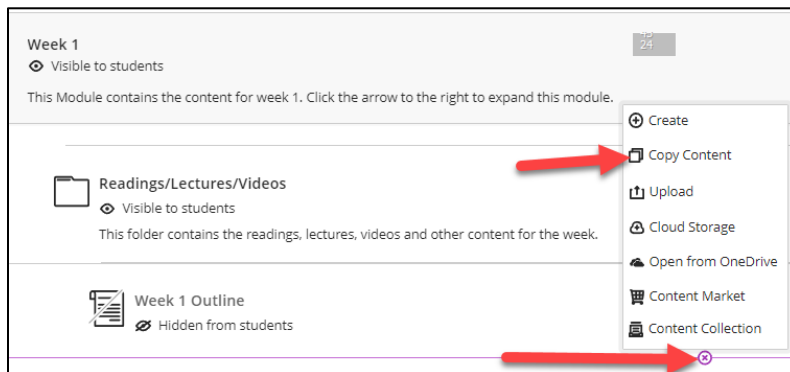 Week 1
Visible to students
This Module contains the content for week 1. Click the arrow to the right to expand this module.
24
Create
Copy Content
Upload
Cloud Storage
Open from OneDrive
Content Market
Content Collection
Readings/Lectures/Videos
Visible to students
This folder contains the readings, lectures, videos and other content for the week.
Week 1 Outline
Hidden from students